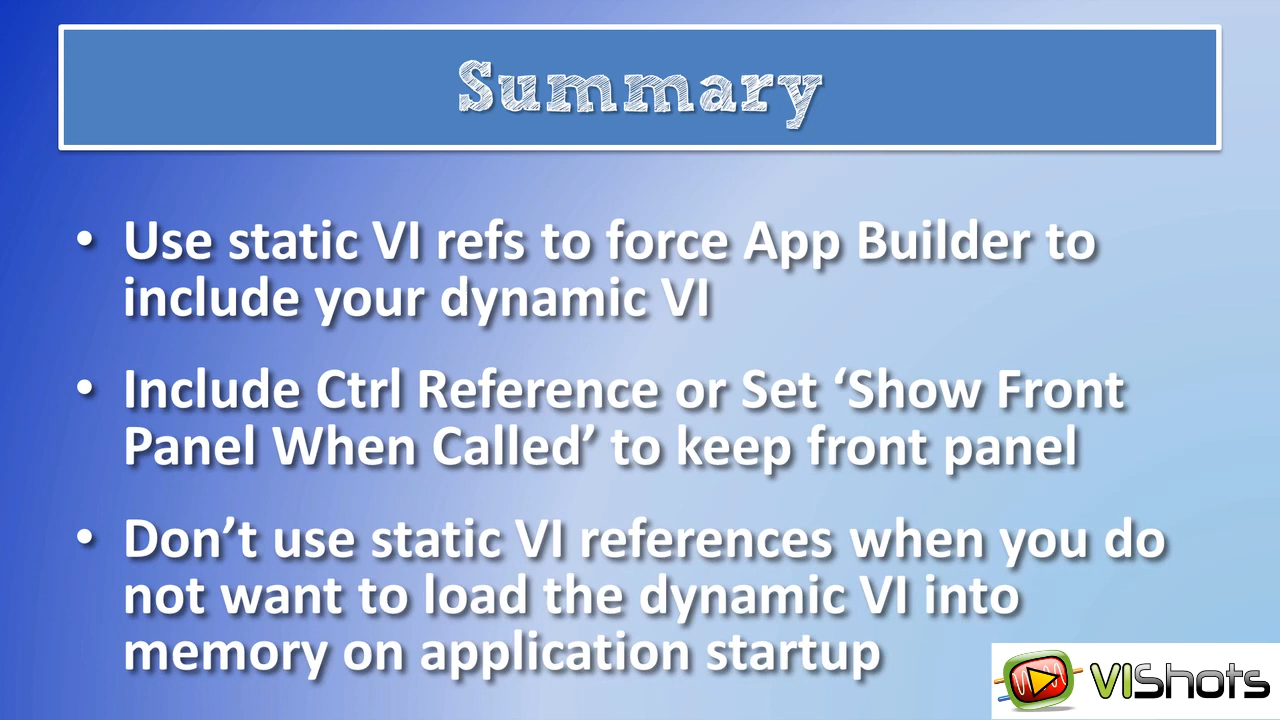 Summary
• Use static VI refs to force App Builder to
include your dynamic VI
• Include Ctrl Reference or Set ‘Show Front
Panel When Called’ to keep front panel
• Don’t use static VI references when you do
not want to load the dynamic VI into
memory on application startup
VIShots